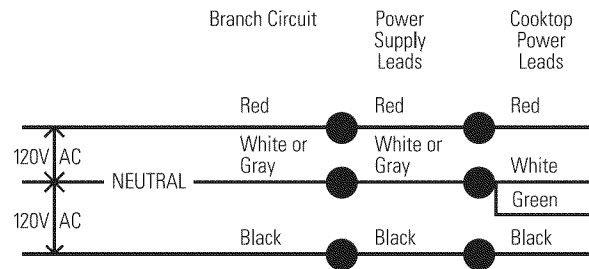 Branch Circuit
Power
Supply
Leads
Cooktop
Power
Leads
Red
Red
Red
120V AC
White or
Gray
White or
Gray
White
NEUTRAL
Green
120V AC
Black
Black
Black